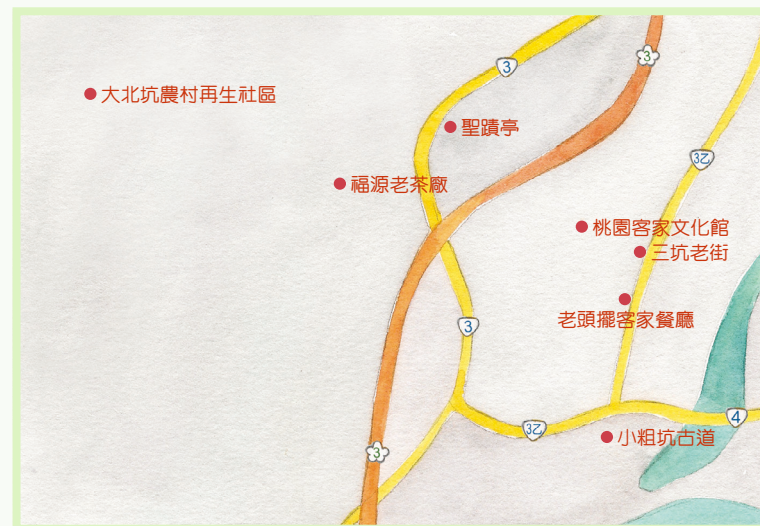 3
3
大北坑農村再生社區
聖蹟亭
3乙
福源老茶廠
桃園客家文化館
三坑老街
老頭擺客家餐廳
3
4
3乙
小粗坑古道
3